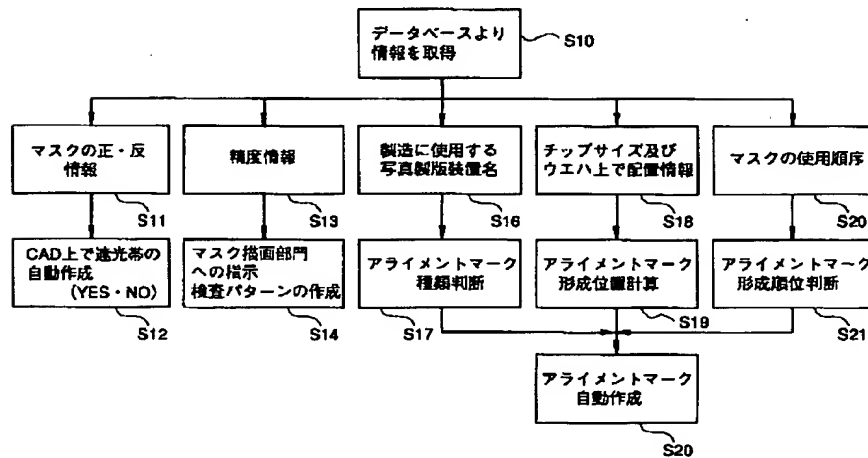 データベースより
情報を取得
S10
マスクの正・反
情報
S11
精度情報
S13
製造に使用する
写真製版装置名
S16
チップサイズ及び
ウエハ上で配置情報
S18
マスクの使用順序
S20
CAD上で遮光帯の
自動作成
(YES・NO)
S12
マスク描画部門
への指示
検査パターンの作成
S14
アライメントマーク
種類判断
S17
アライメントマーク
形成位置計算
S19
アライメントマーク
形成順位判断
S21
アライメントマーク
自動作成
S20